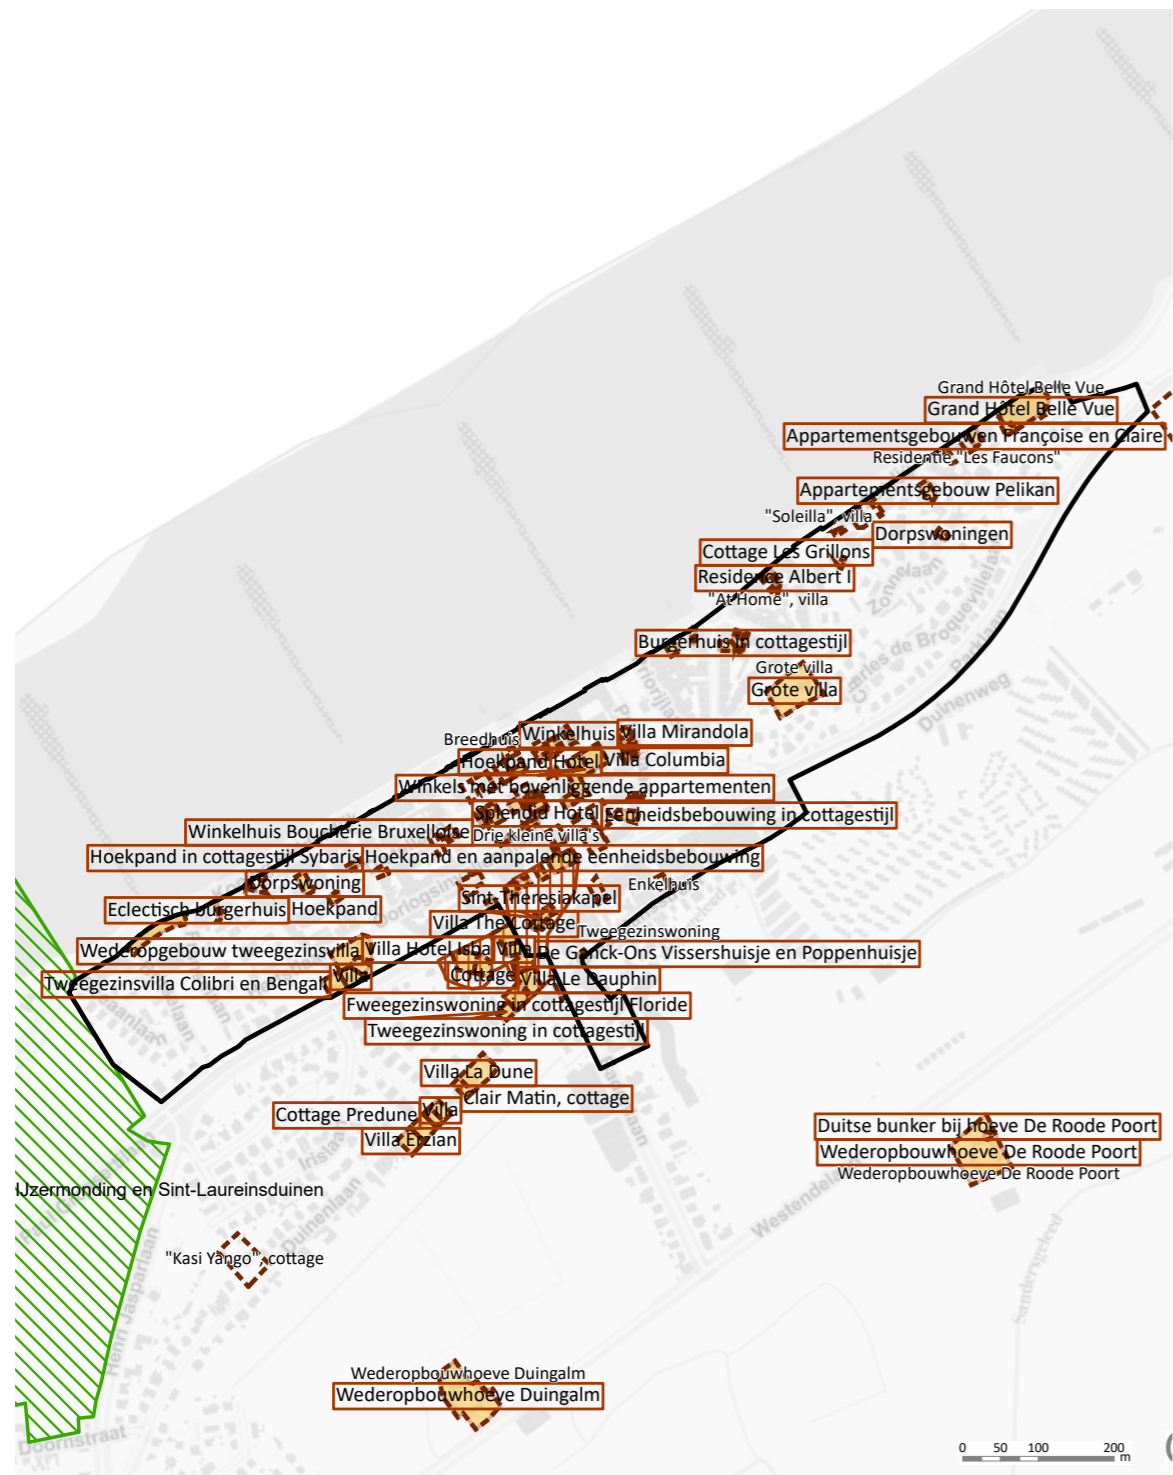 Grand Hôtel Belle Vue
Grand Hôtel Belle Vue
Appartementsgebouwen Françoise en Claire
Residentie "Les Faucons"
Appartementsgebouw Pelikan
"Soleilla", villa
Dorpswoningen
Cottage Les Grillons
Residence Albert I
"At Home", villa
Zonnelaan
Burgerhuis in cottagestijl
Charles de Broquevillelaan
Parklaan
Grote villa
Grote villa
Duinenweg
Priorijlaan
Breedhuis
Winkelhuis
Villa Mirandola
Hoekpand Hotel
Villa Columbia
Winkels met bovenliggende appartementen
Splendid Hotel
Eenheidsbebouwing in cottagestijl
Winkelhuis Boucherie Bruxelloise
Drie kleine villa's
Hoekpand in cottagestijl Sybaris
Hoekpand en aanpalende eenheidsbebouwing
Dorpswoning
Enkelhuis
Sint-Theresiakapel
Eclectisch burgerhuis
Hoekpand
Villa The Cottage
Tweegezinswoning
Wederopgebouw tweegezinsvilla
Villa Hotel Isba
Villa
De Ganck-Ons Vissershuisje en Poppenhuisje
Tweegezinsvilla Colibri en Bengali
Villa
Cottage
Villa Le Dauphin
Fweegezinswoning in cottagestijl Floride
Tweegezinswoning in cottagestijl
Villa La Dune
Clair Matin, cottage
Cottage Predune
Villa
Villa Erzian
Duitse bunker bij hoeve De Roode Poort
Wederopbouwhoeve De Roode Poort
Wederopbouwhoeve De Roode Poort
Irislaan
IJzermonding en Sint-Laureinsduinen
Duinenlaan
Westendelaan
"Kasi Yango", cottage
Sandersgeleed
Henri Jasparlaan
Wederopbouwhoeve Duingalm
Wederopbouwhoeve Duingalm
Doornstraat
0 50 100 200
m